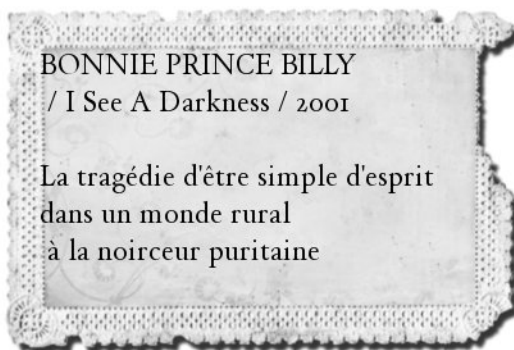 BONNIE PRINCE BILLY
/ I See A Darkness / 2001
La tragédie d'être simple d'esprit
dans un monde rural
à la noirceur puritaine